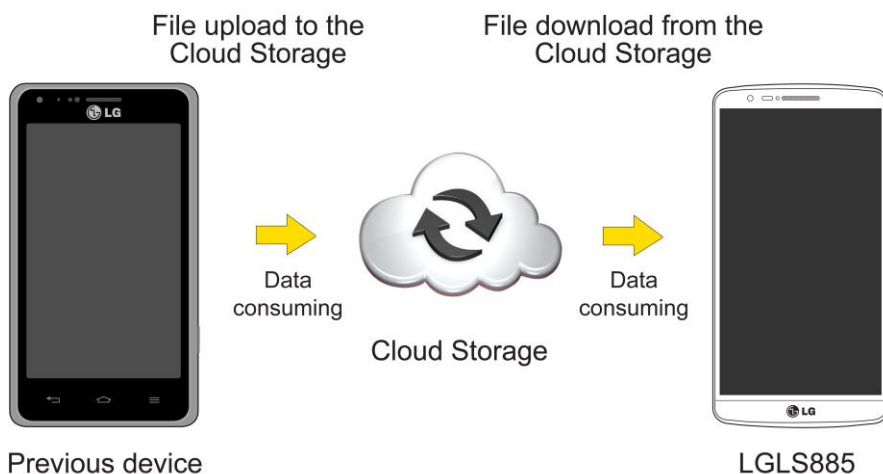 File upload to the
Cloud Storage
File download from the
Cloud Storage
LG
Data
consuming
Data
consuming
Cloud Storage
LG
Previous device
LGLS885